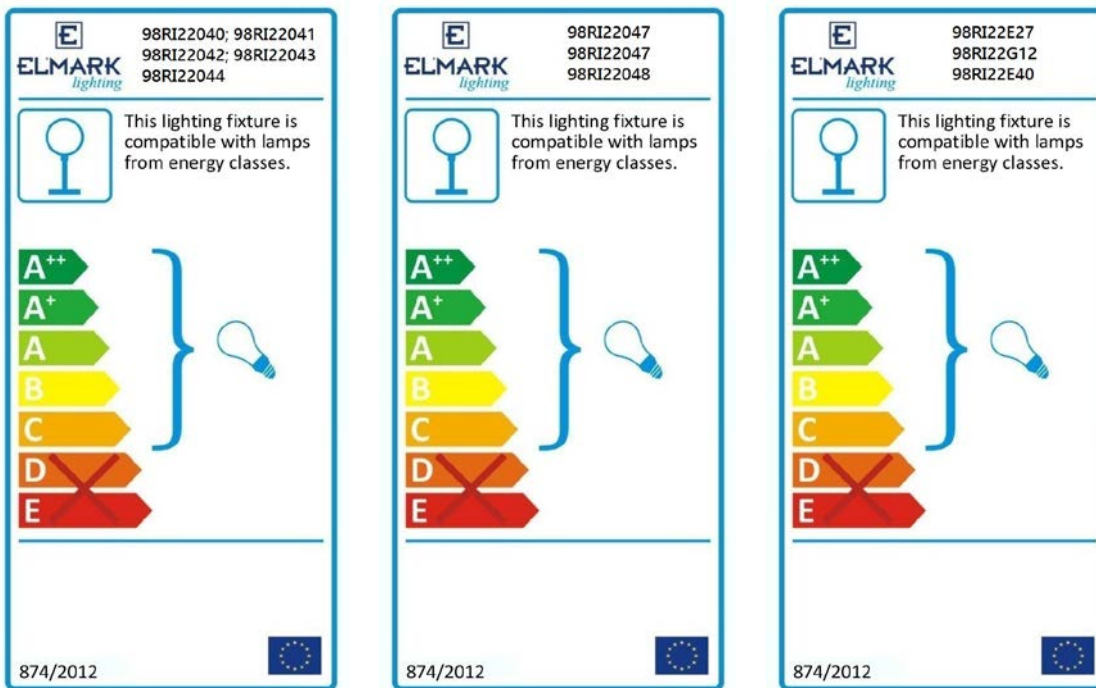 E
ELMARK
lighting
98RI22040; 98RI22041
98RI22042; 98RI22043
98RI22044
This lighting fixture is
compatible with lamps
from energy classes.
A++
A+
A
B
C
D
E
874/2012
E
ELMARK
lighting
98RI22047
98RI22047
98RI22048
This lighting fixture is
compatible with lamps
from energy classes.
A++
A+
A
B
C
D
E
874/2012
E
ELMARK
lighting
98RI22E27
98RI22G12
98RI22E40
This lighting fixture is
compatible with lamps
from energy classes.
A++
A+
A
B
C
D
E
874/2012